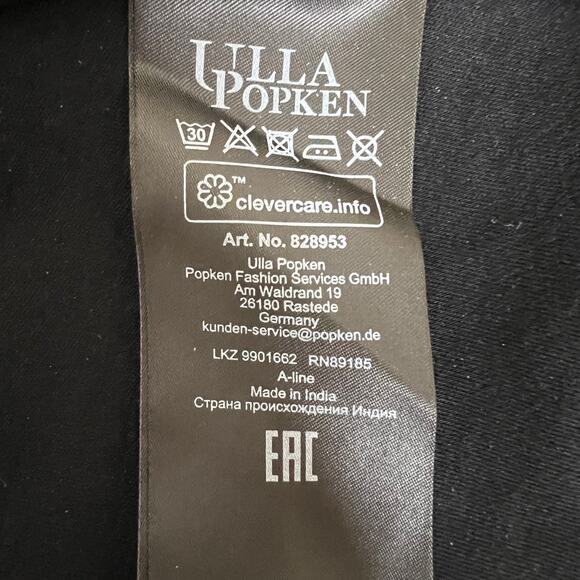 ULLA
POPKEN
30
™
clevercare.info
Art. No. 828953
Ulla Popken
Popken Fashion Services GmbH
Am Waldrand 19
26180 Rastede
Germany
kunden-service@popken.de
LKZ 9901662 RN89185
A-line
Made in India
Страна происхождения Индия
EAC